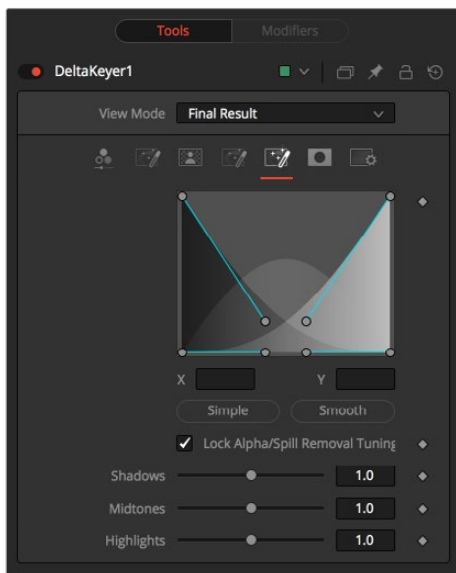 Tools Modifiers
DeltaKeyer1
View Mode Final Result
X Y
Simple Smooth
Lock Alpha/Spill Removal Tuning
Shadows 1.0
Midtones 1.0
Highlights 1.0